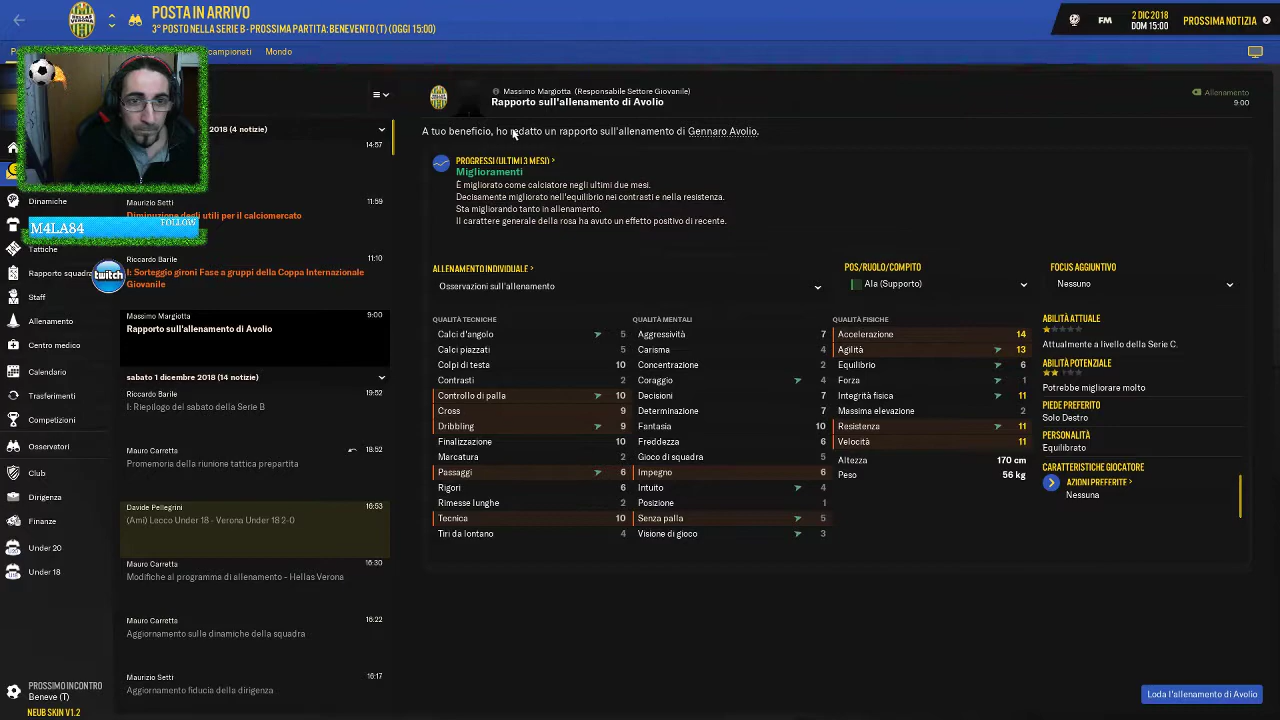 POSTA IN ARRIVO
3° POSTO NELLA SERIE B - PROSSIMA PARTITA: BENEVENTO (T) (OGGI 15:00)
FM
2 DIC 2018
DOM 15:00
PROSSIMA NOTIZIA
campionati
Mondo
HELLAS VERONA
M4LA84
FOLLOW
twitch
Dinamiche
Tattiche
Rapporto squadra
Staff
Allenamento
Centro medico
Calendario
Trasferimenti
Competizioni
Osservatori
Club
Dirigenza
Finanze
Under 20
Under 18
PROSSIMO INCONTRO
Beneve (T)
NEUB SKIN V1.2
2018 (4 notizie)
14:57
Maurizio Setti
11:59
Diminuzione degli utili per il calciomercato
Riccardo Barile
11:10
I: Sorteggio gironi Fase a gruppi della Coppa Internazionale
Giovanile
Massimo Margiotta
9:00
Rapporto sull'allenamento di Avolio
sabato 1 dicembre 2018 (14 notizie)
Riccardo Barile
19:52
I: Riepilogo del sabato della Serie B
Mauro Carretta
18:52
Promemoria della riunione tattica prepartita
Davide Pellegrini
16:53
(Ami) Lecco Under 18 - Verona Under 18 2-0
Mauro Carretta
16:30
Modifiche al programma di allenamento - Hellas Verona
Mauro Carretta
16:22
Aggiornamento sulle dinamiche della squadra
Maurizio Setti
16:17
Aggiornamento fiducia della dirigenza
Massimo Margiotta (Responsabile Settore Giovanile)
Rapporto sull'allenamento di Avolio
Allenamento
9:00
A tuo beneficio, ho redatto un rapporto sull'allenamento di Gennaro Avolio.
PROGRESSI (ULTIMI 3 MESI) >
Miglioramenti
È migliorato come calciatore negli ultimi due mesi.
Decisamente migliorato nell'equilibrio nei contrasti e nella resistenza.
Sta migliorando tanto in allenamento.
Il carattere generale della rosa ha avuto un effetto positivo di recente.
ALLENAMENTO INDIVIDUALE >
Osservazioni sull'allenamento
POS/RUOLO/COMPITO
Ala (Supporto)
FOCUS AGGIUNTIVO
Nessuno
QUALITÀ TECNICHE
Calci d'angolo 5
Calci piazzati 5
Colpi di testa 10
Contrasti 2
Controllo di palla 10
Cross 9
Dribbling 9
Finalizzazione 10
Marcatura 2
Passaggi 6
Rigori 6
Rimesse lunghe 2
Tecnica 10
Tiri da lontano 4
QUALITÀ MENTALI
Aggressività 7
Carisma 4
Concentrazione 2
Coraggio 4
Decisioni 7
Determinazione 7
Fantasia 10
Freddezza 6
Gioco di squadra 4
Impegno 6
Intuito 4
Posizione 1
Senza palla 5
Visione di gioco 3
QUALITÀ FISICHE
Accelerazione 14
Agilità 13
Equilibrio 6
Forza 1
Integrità fisica 11
Massima elevazione 2
Resistenza 11
Velocità 11
Altezza 170 cm
Peso 56 kg
ABILITÀ ATTUALE
Attualmente a livello della Serie C.
ABILITÀ POTENZIALE
Potrebbe migliorare molto
PIEDE PREFERITO
Solo Destro
PERSONALITÀ
Equilibrato
CARATTERISTICHE GIOCATORE
AZIONI PREFERITE >
Nessuna
Loda l'allenamento di Avolio